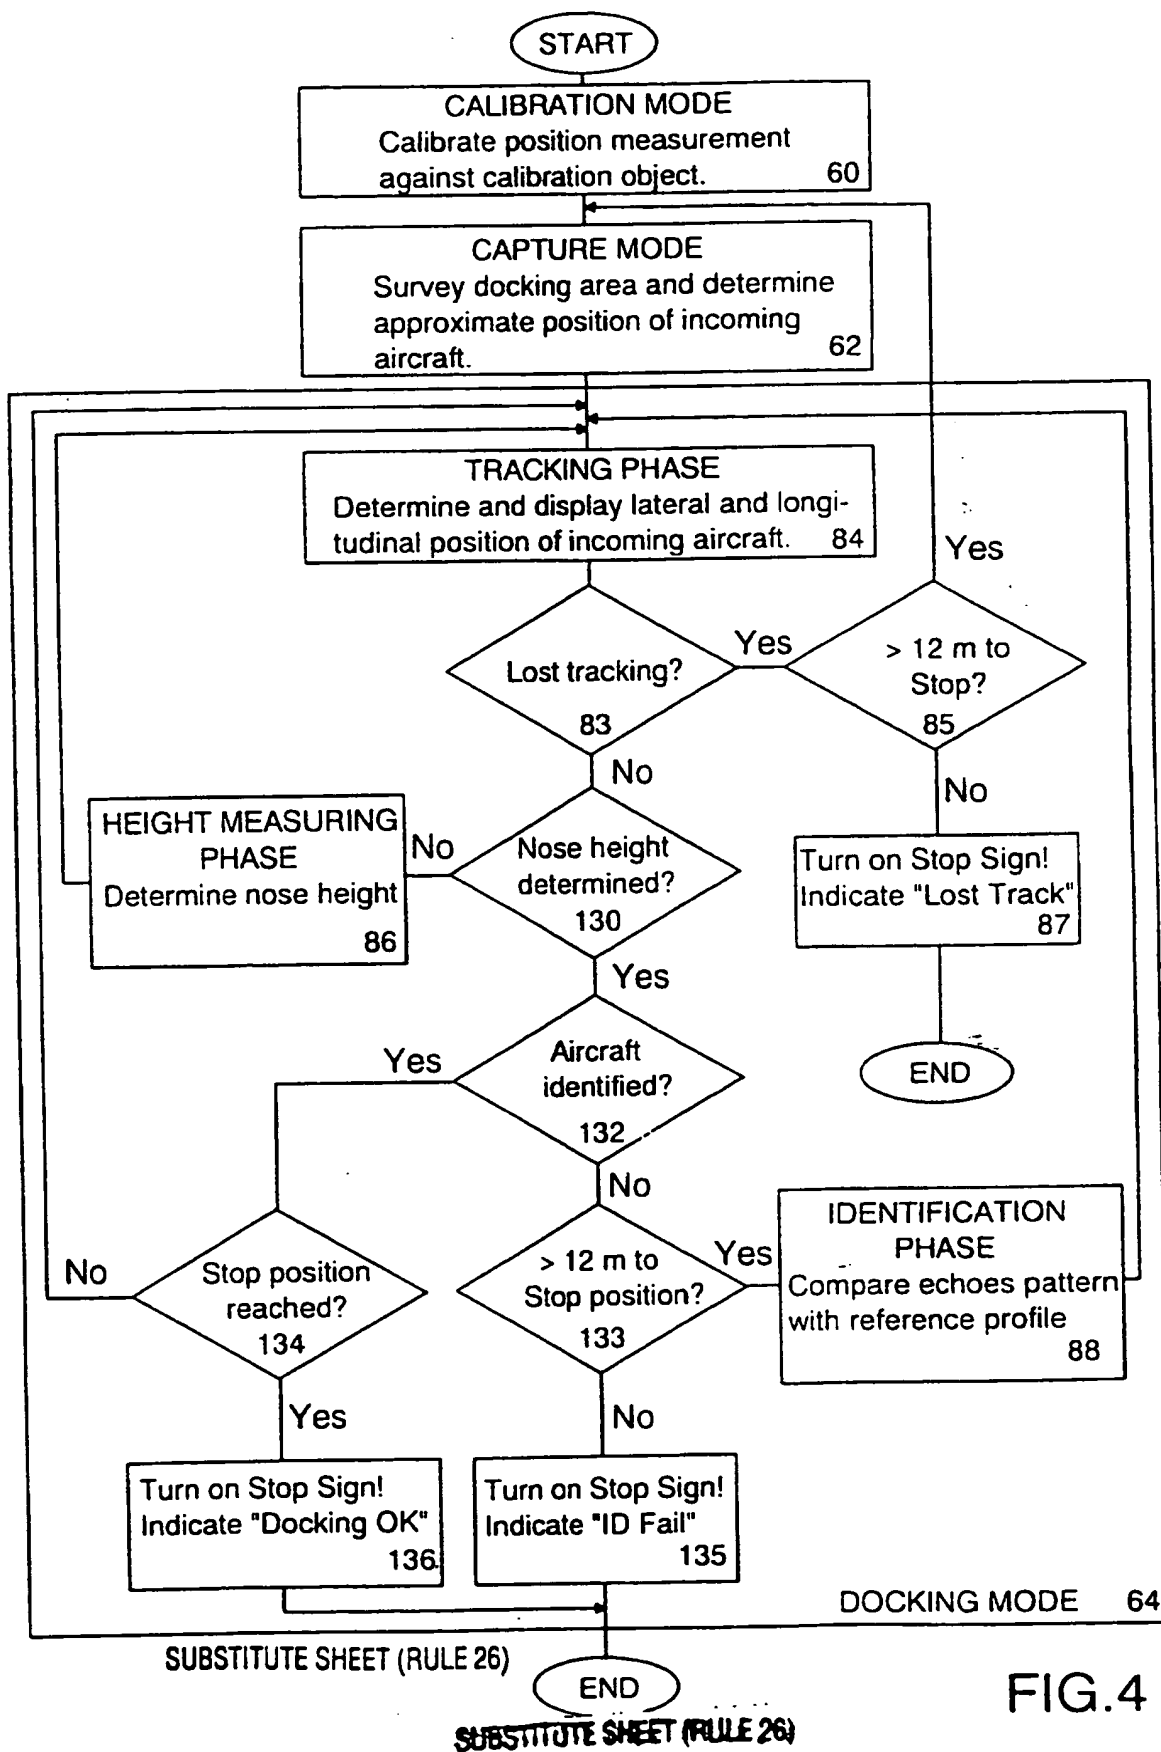 START
CALIBRATION MODE
Calibrate position measurement
against calibration object.
60
CAPTURE MODE
Survey docking area and determine
approximate position of incoming
aircraft.
62
TRACKING PHASE
Determine and display lateral and longi-
tudinal position of incoming aircraft.
84
Yes
Lost tracking?
83
Yes
> 12 m to
Stop?
85
No
No
HEIGHT MEASURING
PHASE
Determine nose height
86
No
Nose height
determined?
130
Turn on Stop Sign!
Indicate "Lost Track"
87
Yes
END
Yes
Aircraft
identified?
132
No
No
Stop position
reached?
134
> 12 m to
Stop position?
133
Yes
IDENTIFICATION
PHASE
Compare echoes pattern
with reference profile
88
Yes
No
Turn on Stop Sign!
Indicate "Docking OK"
136
Turn on Stop Sign!
Indicate "ID Fail"
135
DOCKING MODE 64
SUBSTITUTE SHEET (RULE 26)
END
FIG.4
SUBSTITUTE SHEET (RULE 26)